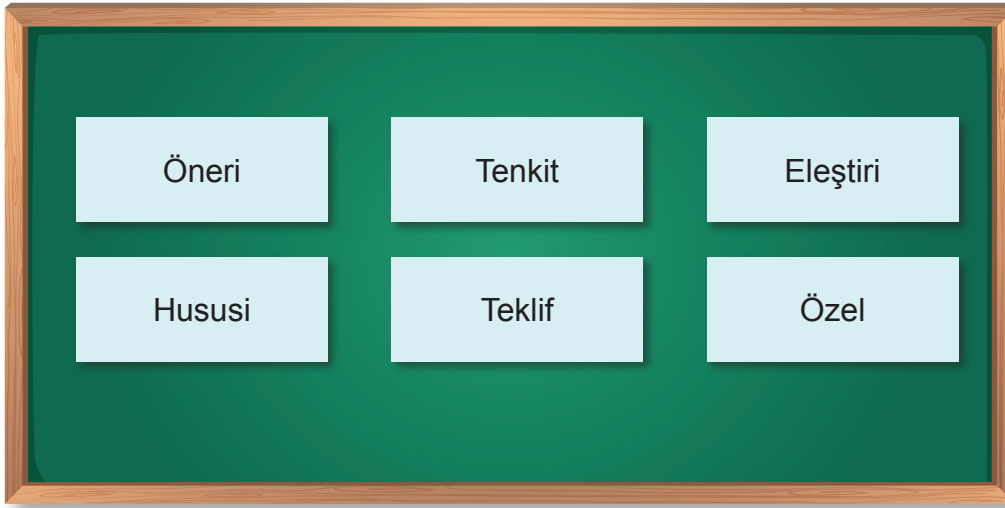 Öneri
Tenkit
Eleştiri
Hususi
Teklif
Özel